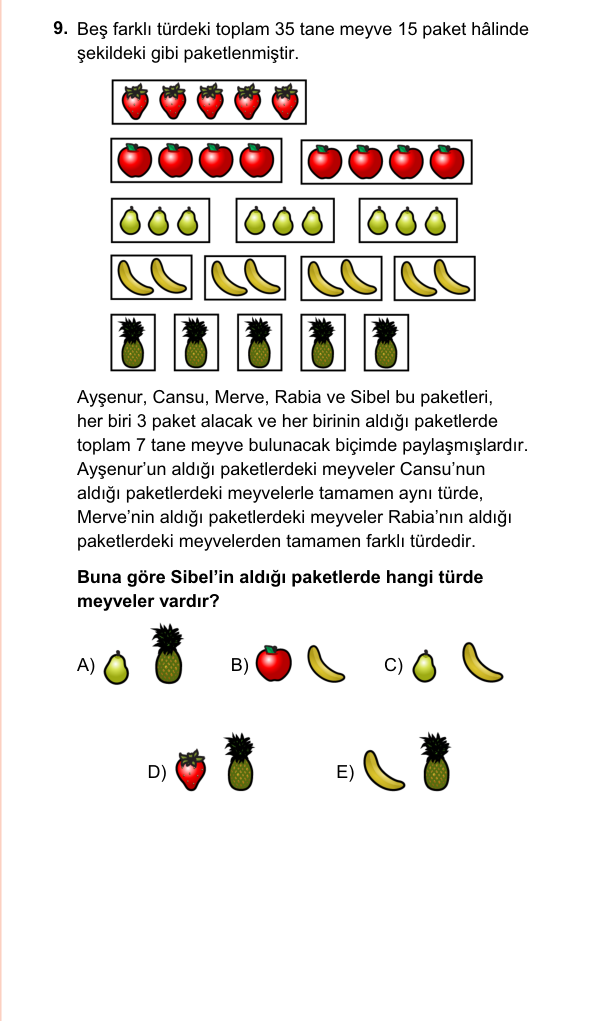 9. Beş farklı türdeki toplam 35 tane meyve 15 paket hâlinde
şekildeki gibi paketlenmiştir.
Ayşenur, Cansu, Merve, Rabia ve Sibel bu paketleri,
her biri 3 paket alacak ve her birinin aldığı paketlerde
toplam 7 tane meyve bulunacak biçimde paylaşmışlardır.
Ayşenur’un aldığı paketlerdeki meyveler Cansu’nun
aldığı paketlerdeki meyvelerle tamamen aynı türde,
Merve’nin aldığı paketlerdeki meyveler Rabia’nın aldığı
paketlerdeki meyvelerden tamamen farklı türdedir.
Buna göre Sibel’in aldığı paketlerde hangi türde
meyveler vardır?
A) B) C)
D) E)